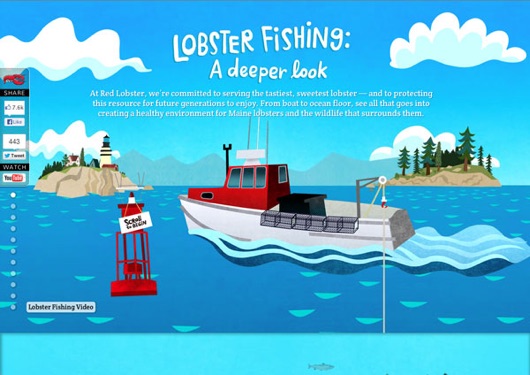 LOBSTER FISHING:
A deeper look
At Red Lobster, we're committed to serving the tastiest, sweetest lobster — and to protecting
this resource for future generations to enjoy. From boat to ocean floor, see all that goes into
creating a healthy environment for Maine lobsters and the wildlife that surrounds them.
SHARE
7.6k
Like
443
Tweet
WATCH
YouTube
SCROLL
to BEGIN
Lobster Fishing Video